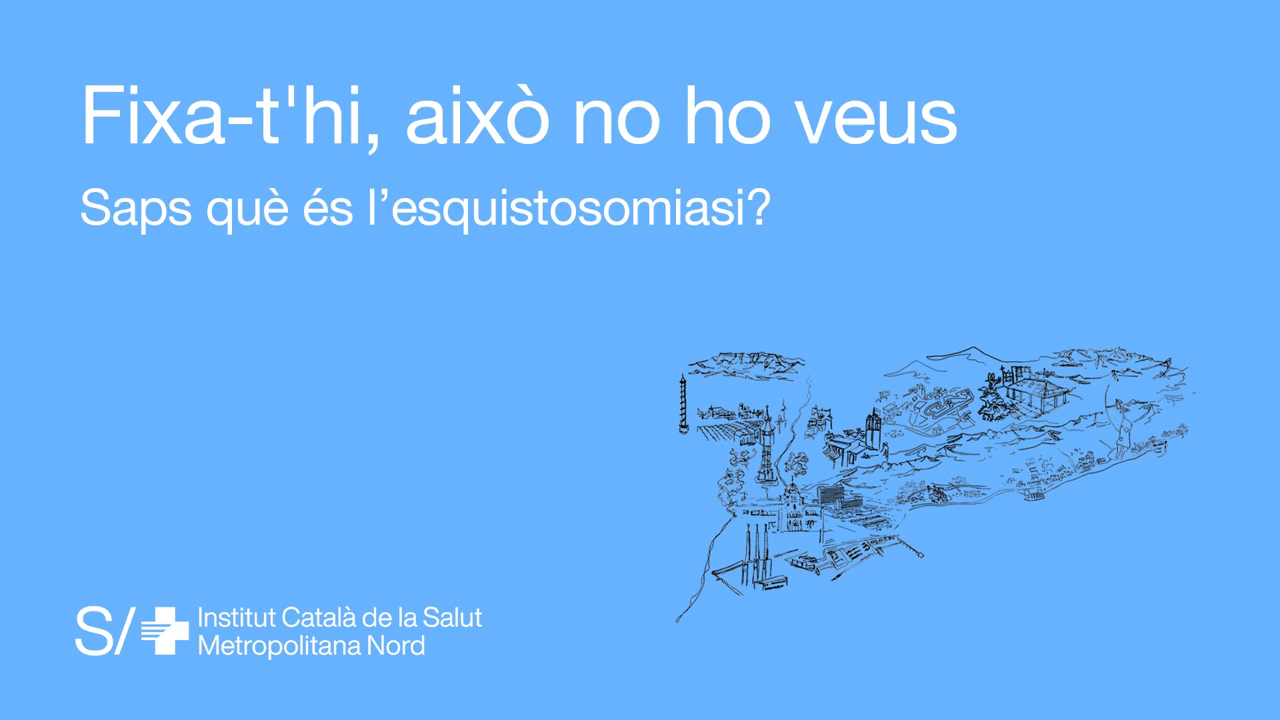 Fixa-t'hi, això no ho veus
Saps què és l’esquistosomiasi?
S/
Institut Català de la Salut
Metropolitana Nord